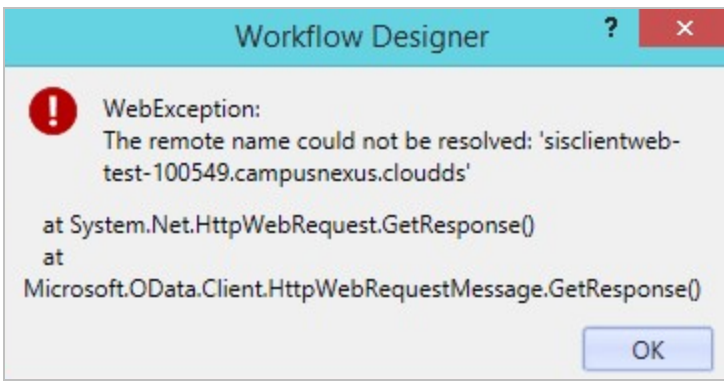 Workflow Designer
? ×
WebException:
The remote name could not be resolved: 'sisclientweb-
test-100549.campusnexus.cloudds'
at System.Net.HttpWebRequest.GetResponse()
at
Microsoft.OData.Client.HttpWebRequestMessage.GetResponse()
OK